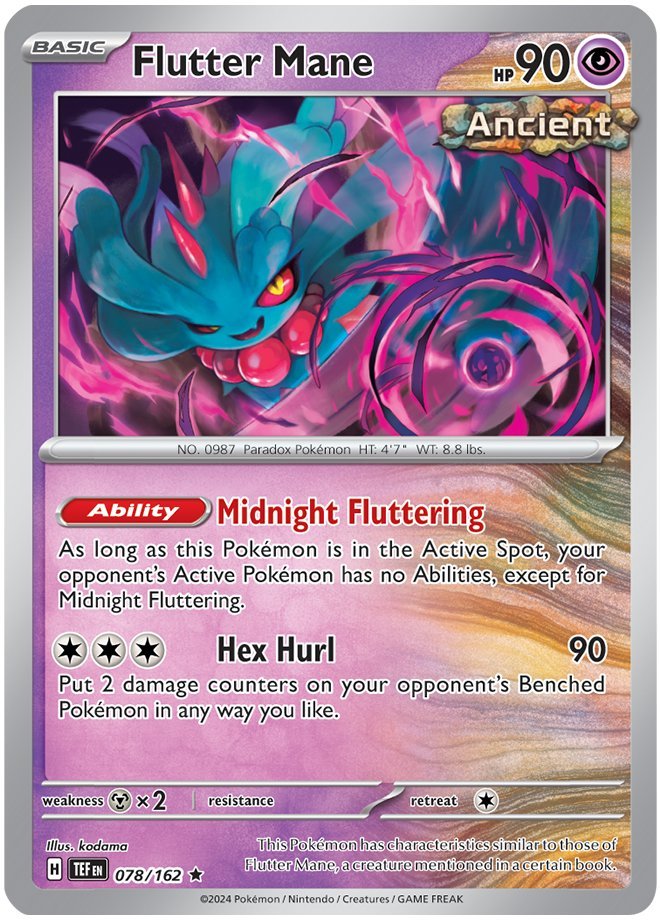 BASIC Flutter Mane HP 90
Ancient
NO. 0987 Paradox Pokémon HT: 4'7" WT: 8.8 lbs.
Ability Midnight Fluttering
As long as this Pokémon is in the Active Spot, your
opponent's Active Pokémon has no Abilities, except for
Midnight Fluttering.
Hex Hurl 90
Put 2 damage counters on your opponent's Benched
Pokémon in any way you like.
weakness ×2 resistance retreat
Illus. kodama
This Pokémon has characteristics similar to those of
Flutter Mane, a creature mentioned in a certain book.
H TEF EN 078/162 ★
©2024 Pokémon / Nintendo / Creatures / GAME FREAK